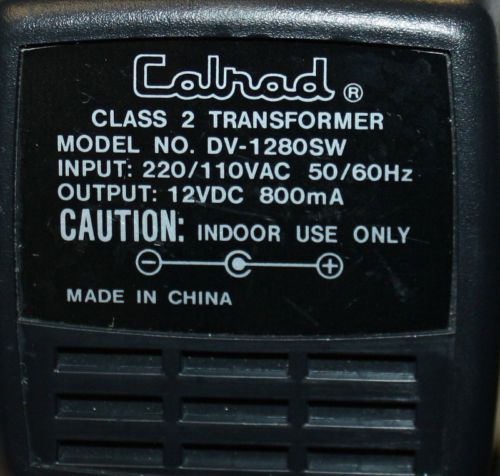 Calrad ®
CLASS 2 TRANSFORMER
MODEL NO. DV-1280SW
INPUT: 220/110VAC 50/60Hz
OUTPUT: 12VDC 800mA
CAUTION: INDOOR USE ONLY
− +
MADE IN CHINA